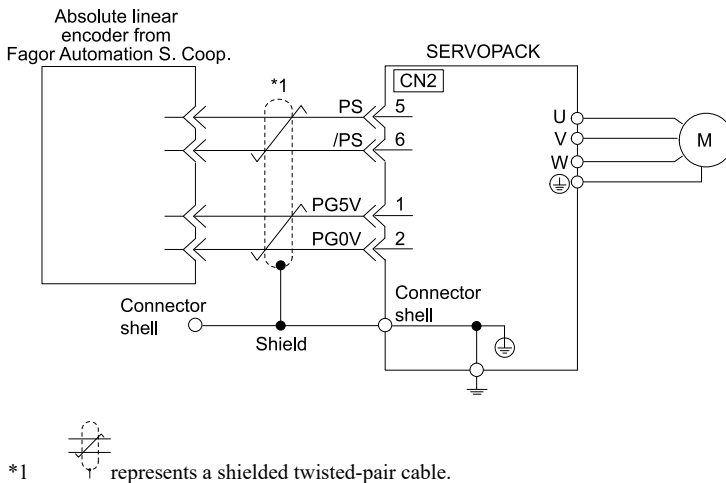 Absolute linear
encoder from
Fagor Automation S. Coop.
SERVOPACK
CN2
*1
PS 5
/PS 6
PG5V 1
PG0V 2
U
V
W
M
Connector
shell
Shield
Connector
shell
*1 represents a shielded twisted-pair cable.